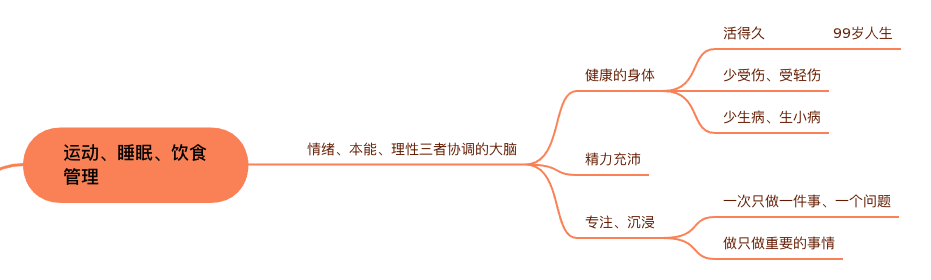 运动、睡眠、饮食
管理
情绪、本能、理性三者协调的大脑
健康的身体
活得久 99岁人生
少受伤、受轻伤
少生病、生小病
精力充沛
专注、沉浸
一次只做一件事、一个问题
做只做重要的事情